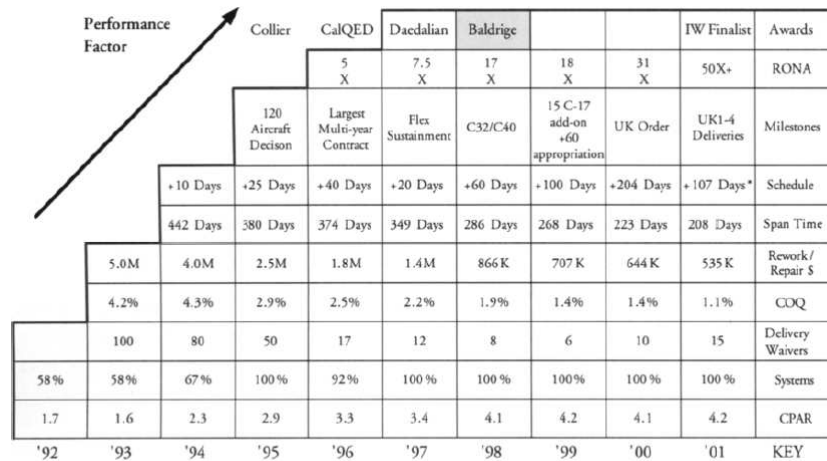 Performance
Factor
Collier CalQED Daedalian Baldrige IW Finalist Awards
5 7.5 17 18 31 50X+ RONA
X X X X X
120 Aircraft Decison
Largest Multi-year Contract
Flex Sustainment
C32/C40
15 C-17 add-on +60 appropriation
UK Order
UK1-4 Deliveries
Milestones
+10 Days +25 Days +40 Days +20 Days +60 Days +100 Days +204 Days +107 Days* Schedule
442 Days 380 Days 374 Days 349 Days 286 Days 268 Days 223 Days 208 Days Span Time
5.0M 4.0M 2.5M 1.8M 1.4M 866K 707K 644K 535K Rework/
Repair $
4.2% 4.3% 2.9% 2.5% 2.2% 1.9% 1.4% 1.4% 1.1% COQ
100 80 50 17 12 8 6 10 15 Delivery
Waivers
58% 58% 67% 100% 92% 100% 100% 100% 100% 100% Systems
1.7 1.6 2.3 2.9 3.3 3.4 4.1 4.2 4.1 4.2 CPAR
'92 '93 '94 '95 '96 '97 '98 '99 '00 '01 KEY